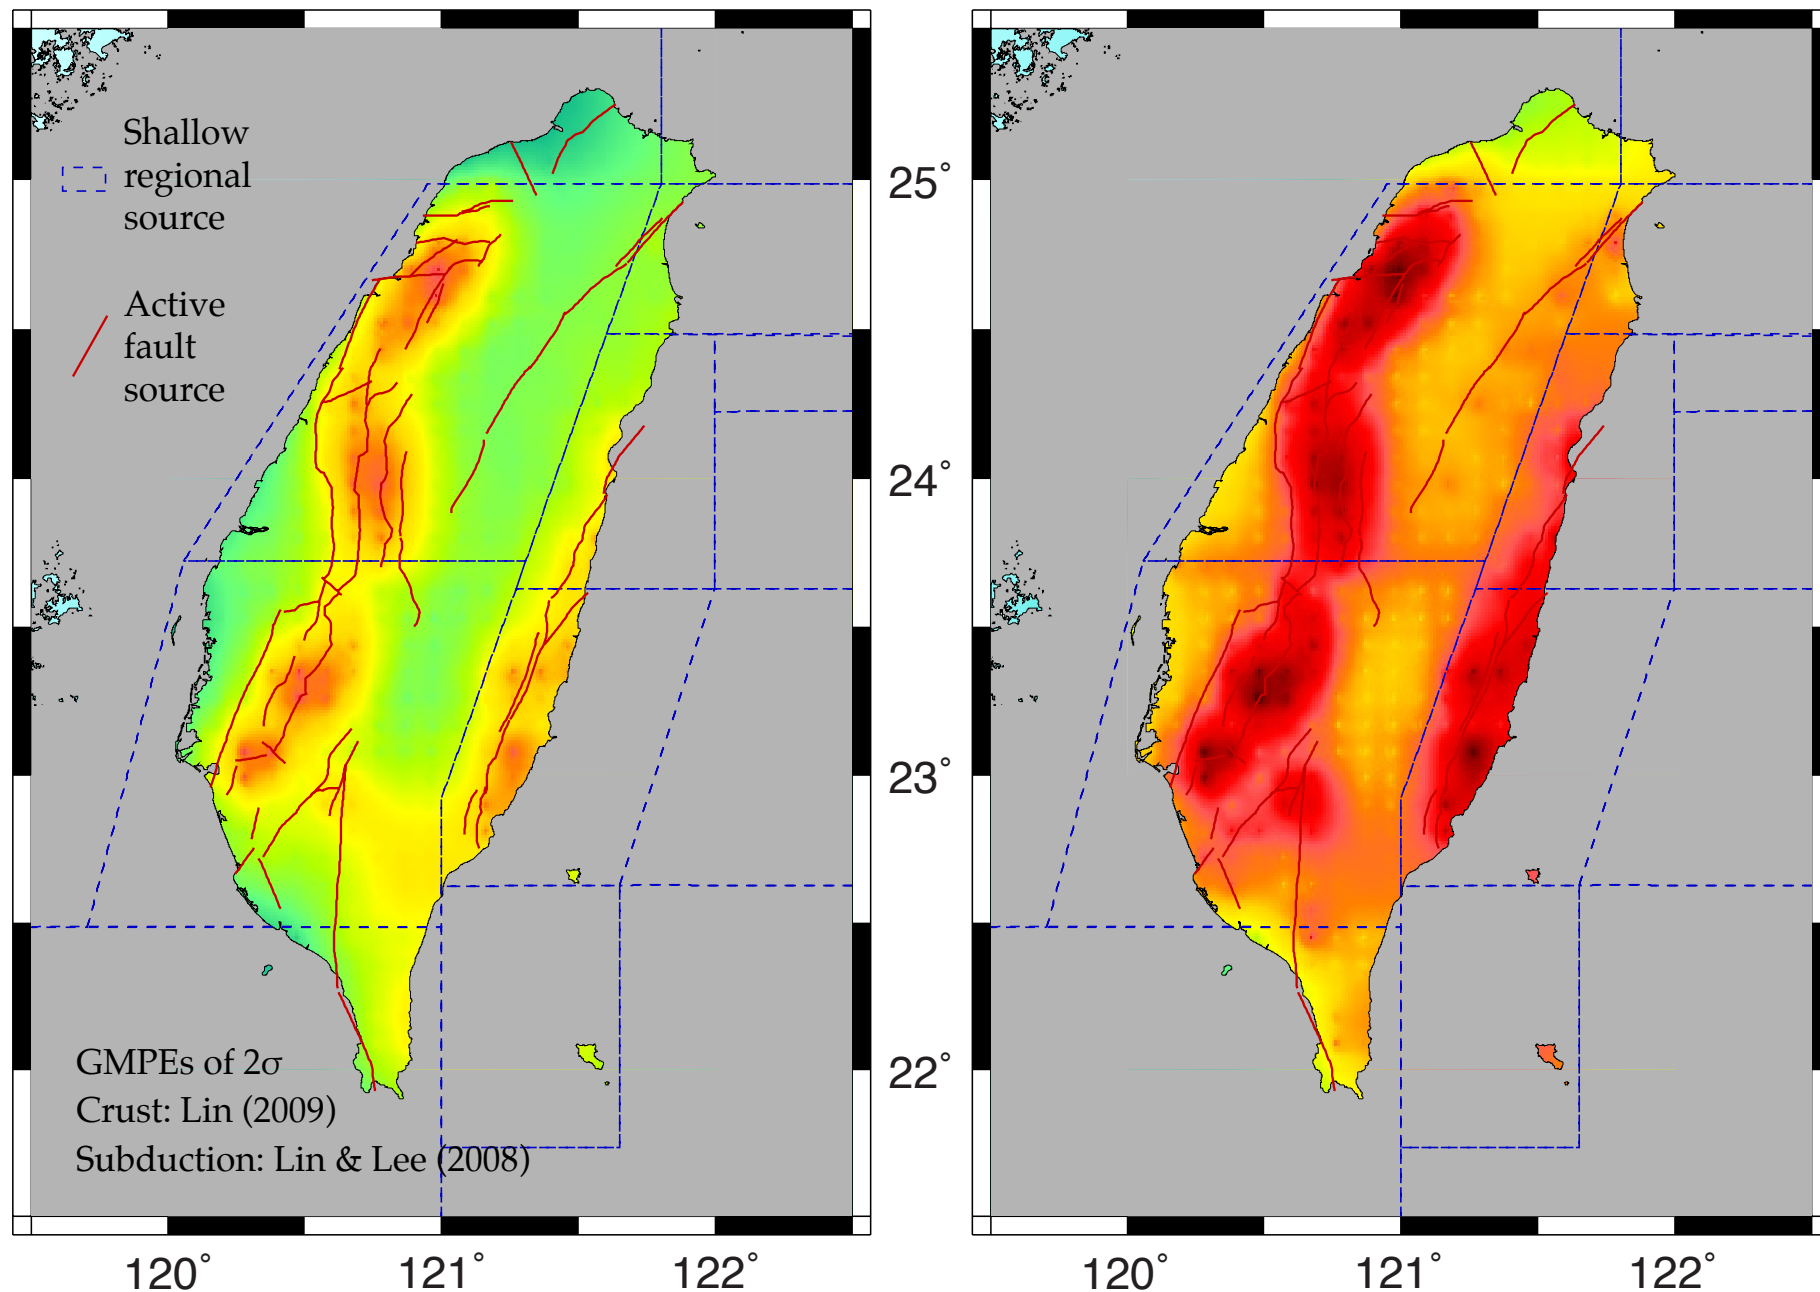 Shallow
regional
source
Active
fault
source
GMPEs of 2σ
Crust: Lin (2009)
Subduction: Lin & Lee (2008)
25°
24°
23°
22°
120°
121°
122°
120°
121°
122°